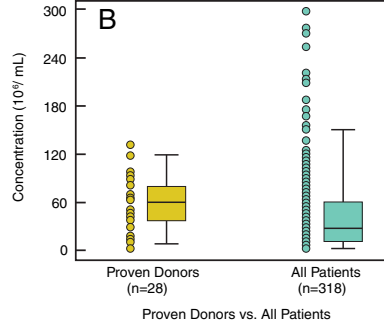 B
Concentration (10⁶/ mL)
300
240
180
120
60
0
Proven Donors
(n=28)
All Patients
(n=318)
Proven Donors vs. All Patients